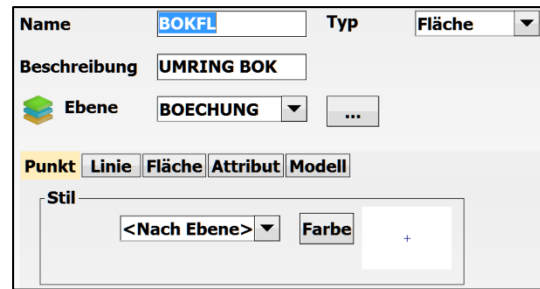 Name BOKFL Typ Fläche
Beschreibung UMRING BOK
Ebene BOECHUNG ...
Punkt Linie Fläche Attribut Modell
Stil
<Nach Ebene> Farbe